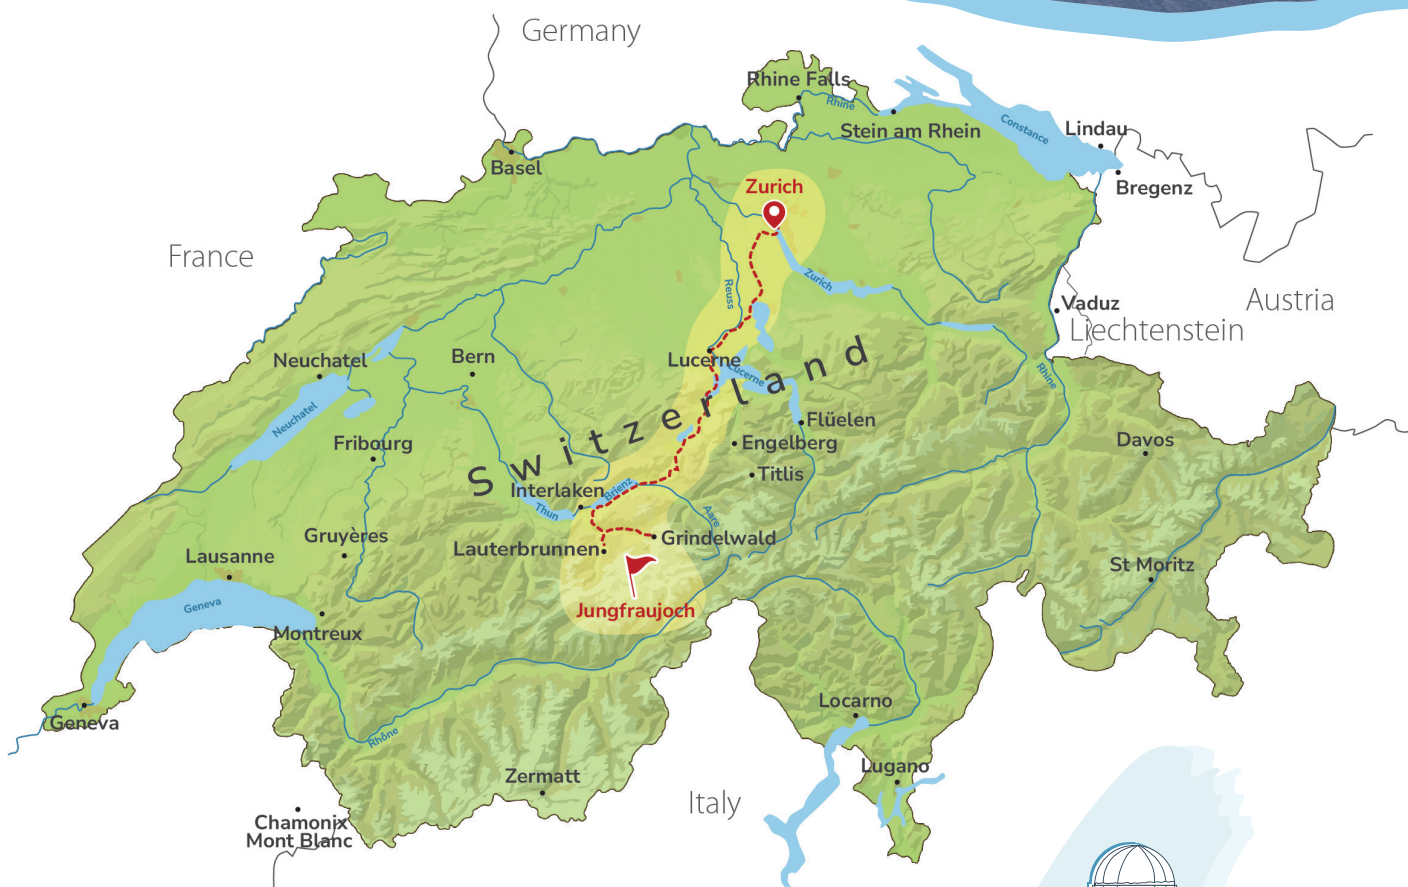 Germany
Rhine Falls
Rhine
Stein am Rhein
Constance
Lindau
Bregenz
Basel
Zurich
France
Zurich
Reuss
Austria
Vaduz
Liechtenstein
Neuchatel
Bern
Lucerne
Lucerne
Rhine
Switzerland
Neuchatel
Flüelen
Fribourg
Engelberg
Davos
Titlis
Interlaken
Brienz
Thun
Aare
Gruyères
Grindelwald
Lauterbrunnen
Lausanne
St Moritz
Geneva
Jungfraujoch
Montreux
Locarno
Geneva
Rhône
Lugano
Zermatt
Italy
Chamonix
Mont Blanc